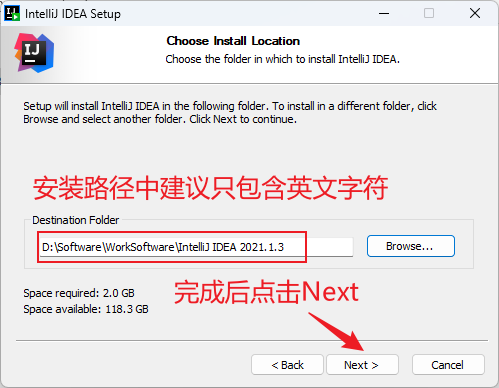 IntelliJ IDEA Setup
IJ
Choose Install Location
Choose the folder in which to install IntelliJ IDEA.
Setup will install IntelliJ IDEA in the following folder. To install in a different folder, click
Browse and select another folder. Click Next to continue.
安装路径中建议只包含英文字符
Destination Folder
D:\Software\WorkSoftware\IntelliJ IDEA 2021.1.3
Browse...
Space required: 2.0 GB
Space available: 118.3 GB
完成后点击Next
< Back
Next >
Cancel